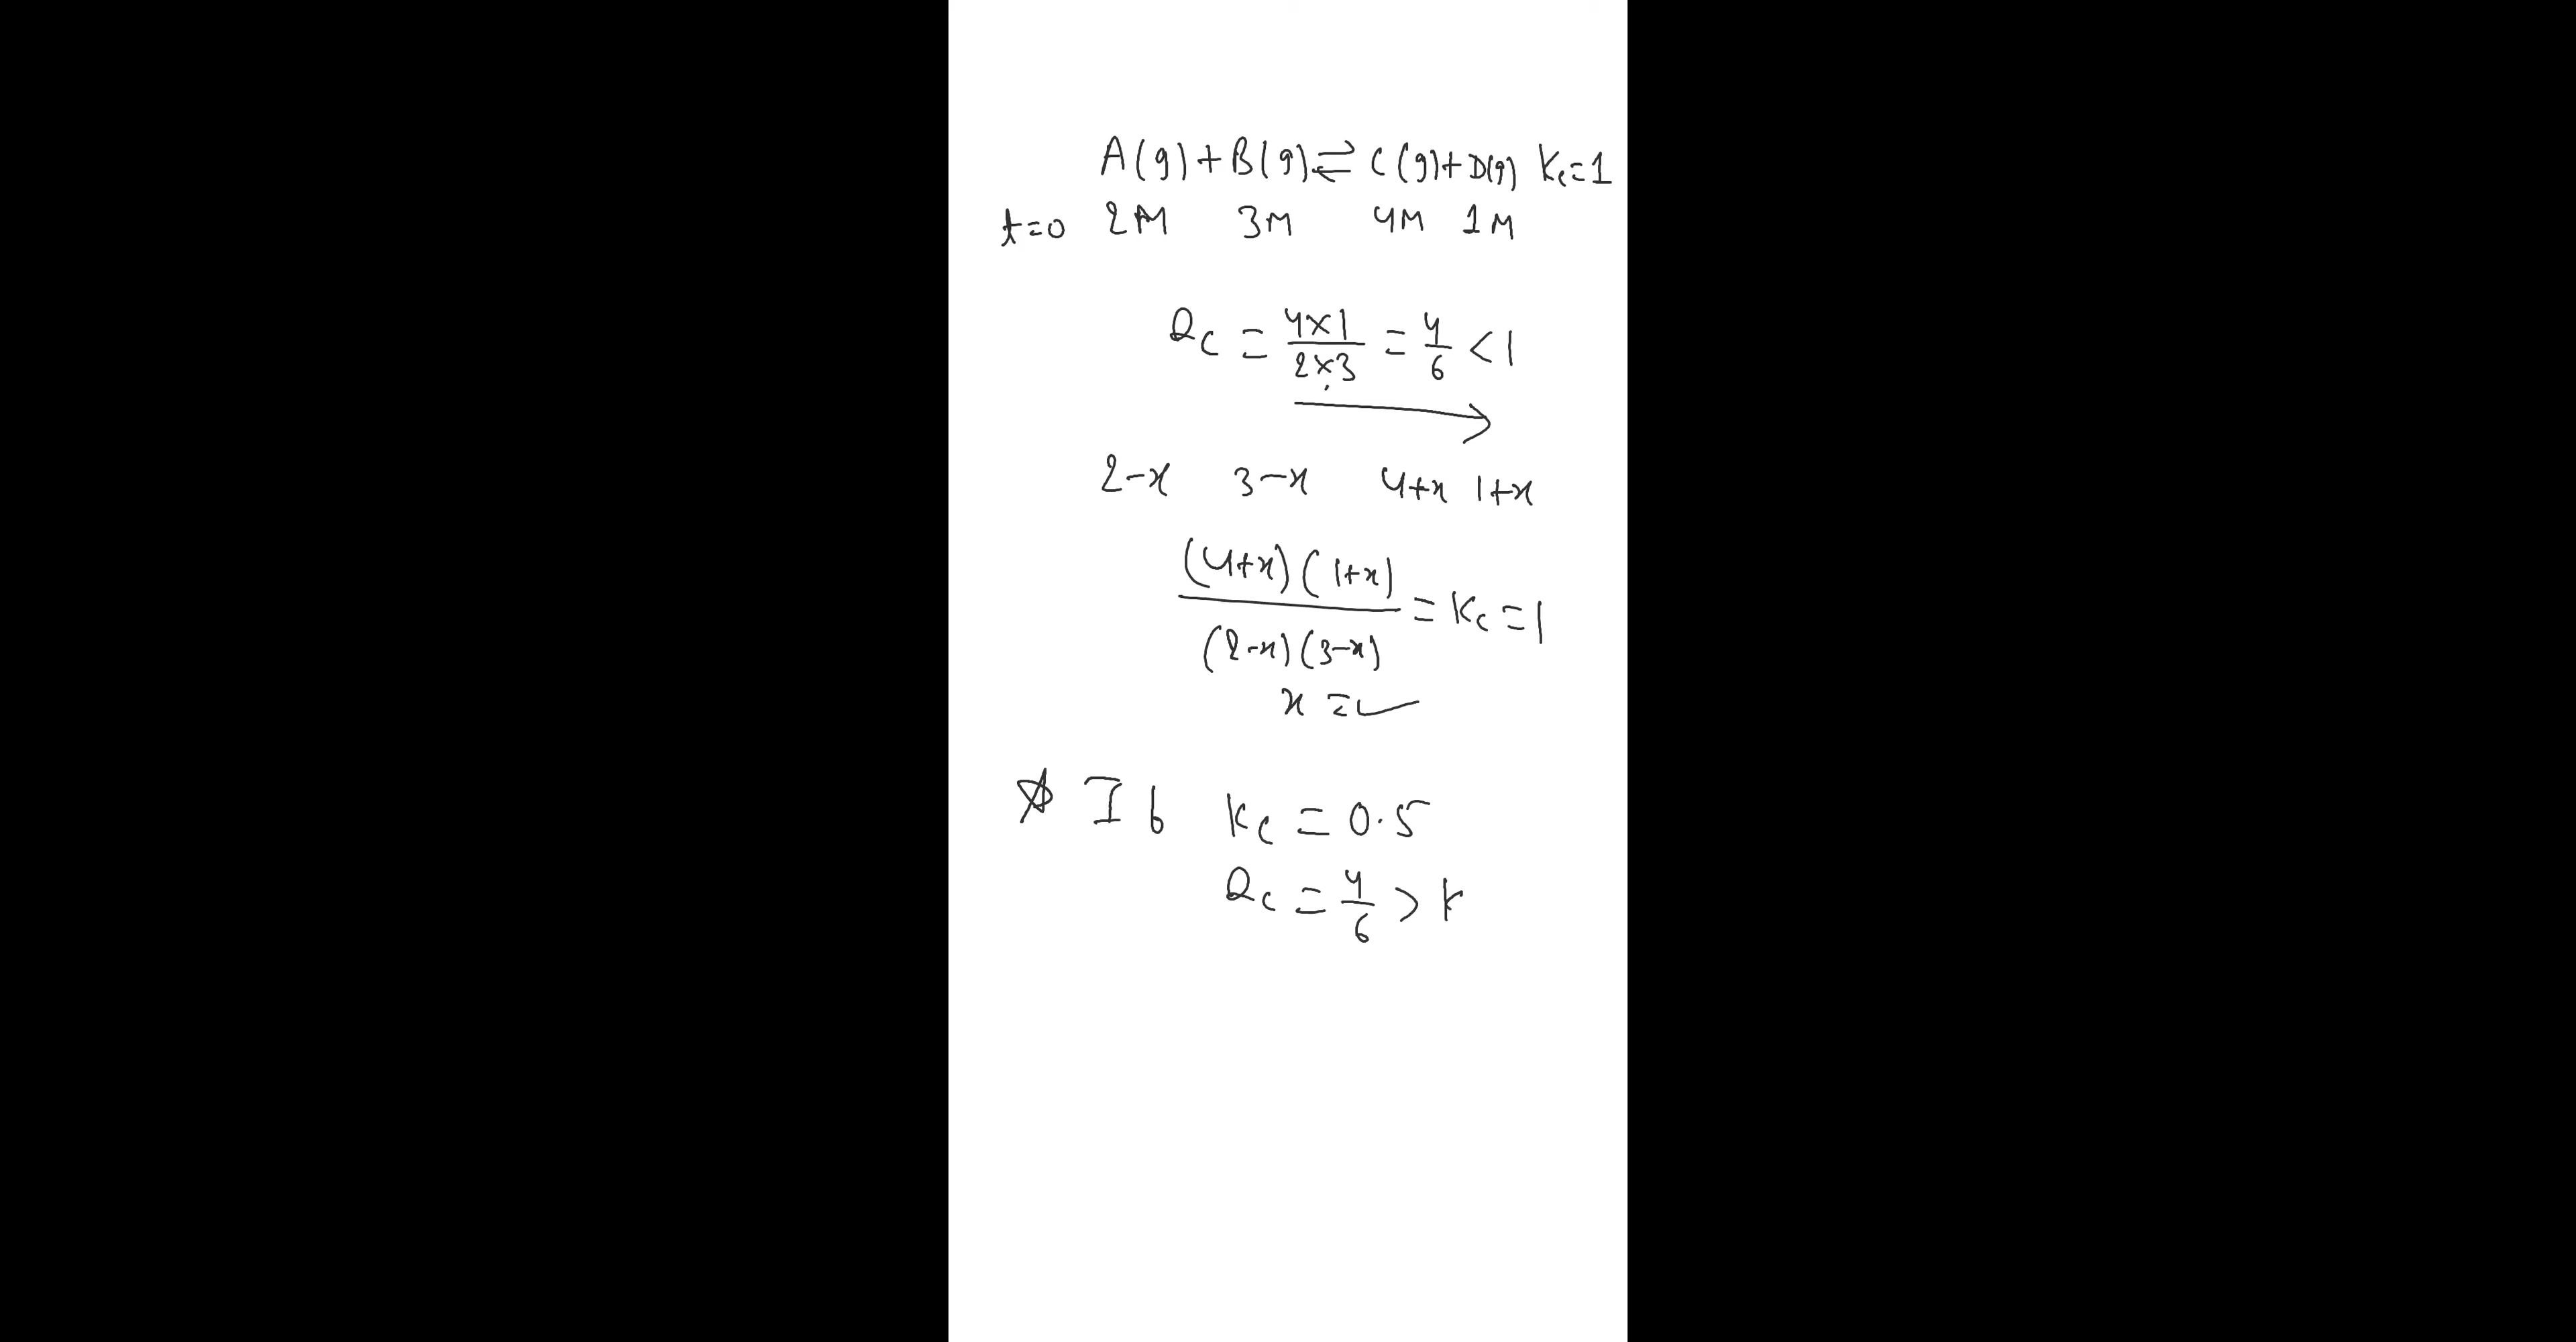 A(g)+B(g)⇌C(g)+D(g) Kc=1
t=0 2M 3M 4M 1M
Qc = 4×1/2×3 = 4/6 < 1
→
2-x 3-x 4+x 1+x
(4+x)(1+x)/(2-x)(3-x) = Kc = 1
x = ✓
☆ If Kc = 0.5
Qc = 4/6 > K